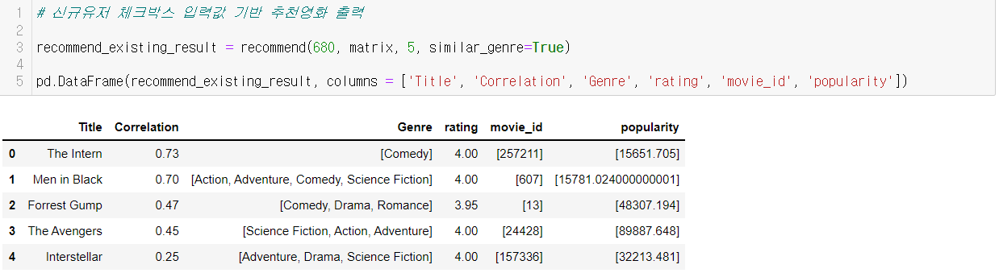 1 # 신규유저 체크박스 입력값 기반 추천영화 출력
2
3 recommend_existing_result = recommend(680, matrix, 5, similar_genre=True)
4
5 pd.DataFrame(recommend_existing_result, columns = ['Title', 'Correlation', 'Genre', 'rating', 'movie_id', 'popularity'])
Title Correlation Genre rating movie_id popularity
0 The Intern 0.73 [Comedy] 4.00 [257211] [15651.705]
1 Men in Black 0.70 [Action, Adventure, Comedy, Science Fiction] 4.00 [607] [15781.024000000001]
2 Forrest Gump 0.47 [Comedy, Drama, Romance] 3.95 [13] [48307.194]
3 The Avengers 0.45 [Science Fiction, Action, Adventure] 4.00 [24428] [89887.648]
4 Interstellar 0.25 [Adventure, Drama, Science Fiction] 4.00 [157336] [32213.481]